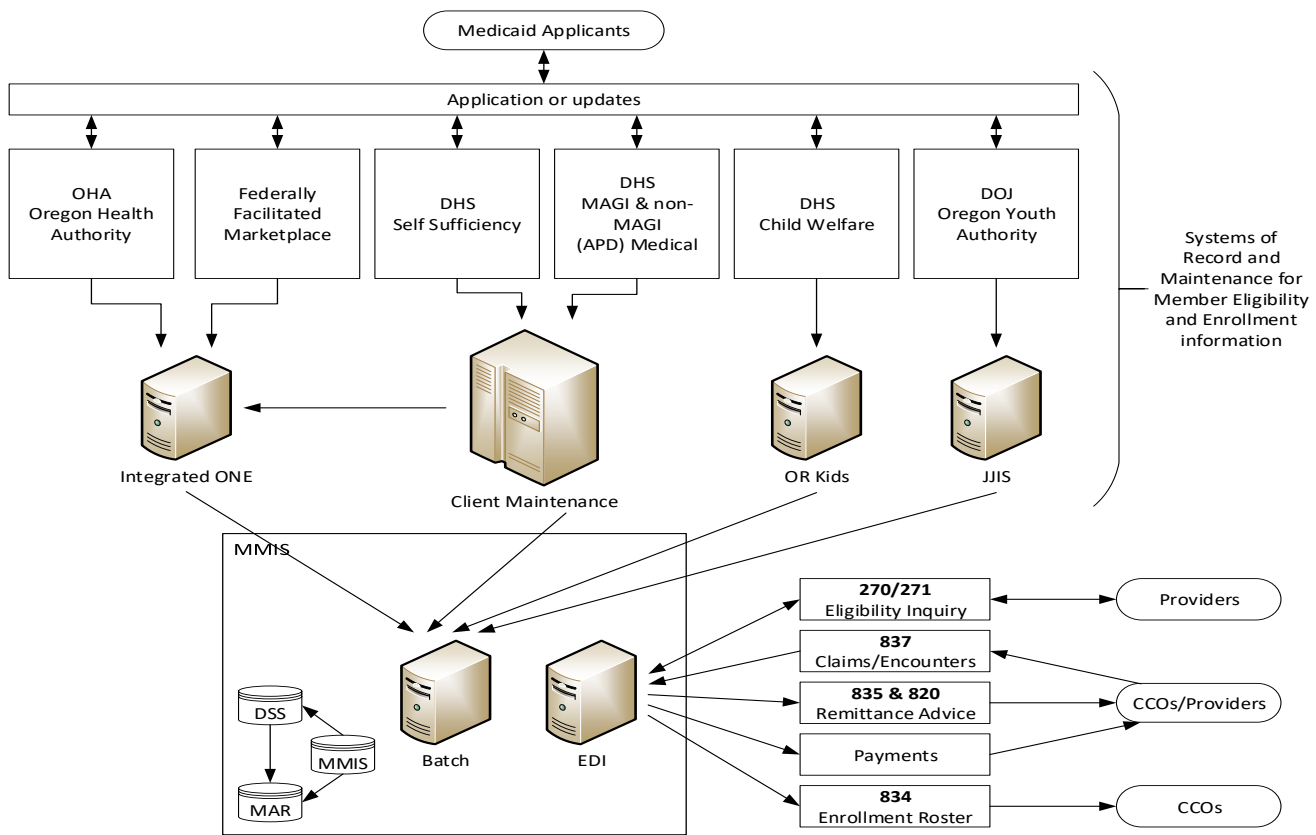 Medicaid Applicants
Application or updates
OHA
Oregon Health
Authority
Federally
Facilitated
Marketplace
DHS
Self Sufficiency
DHS
MAGI & non-
MAGI
(APD) Medical
DHS
Child Welfare
DOJ
Oregon Youth
Authority
Systems of
Record and
Maintenance for
Member Eligibility
and Enrollment
information
Integrated ONE
Client Maintenance
OR Kids
JJIS
MMIS
DSS
MMIS
MAR
Batch
EDI
270/271
Eligibility Inquiry
Providers
837
Claims/Encounters
835 & 820
Remittance Advice
CCOs/Providers
Payments
834
Enrollment Roster
CCOs